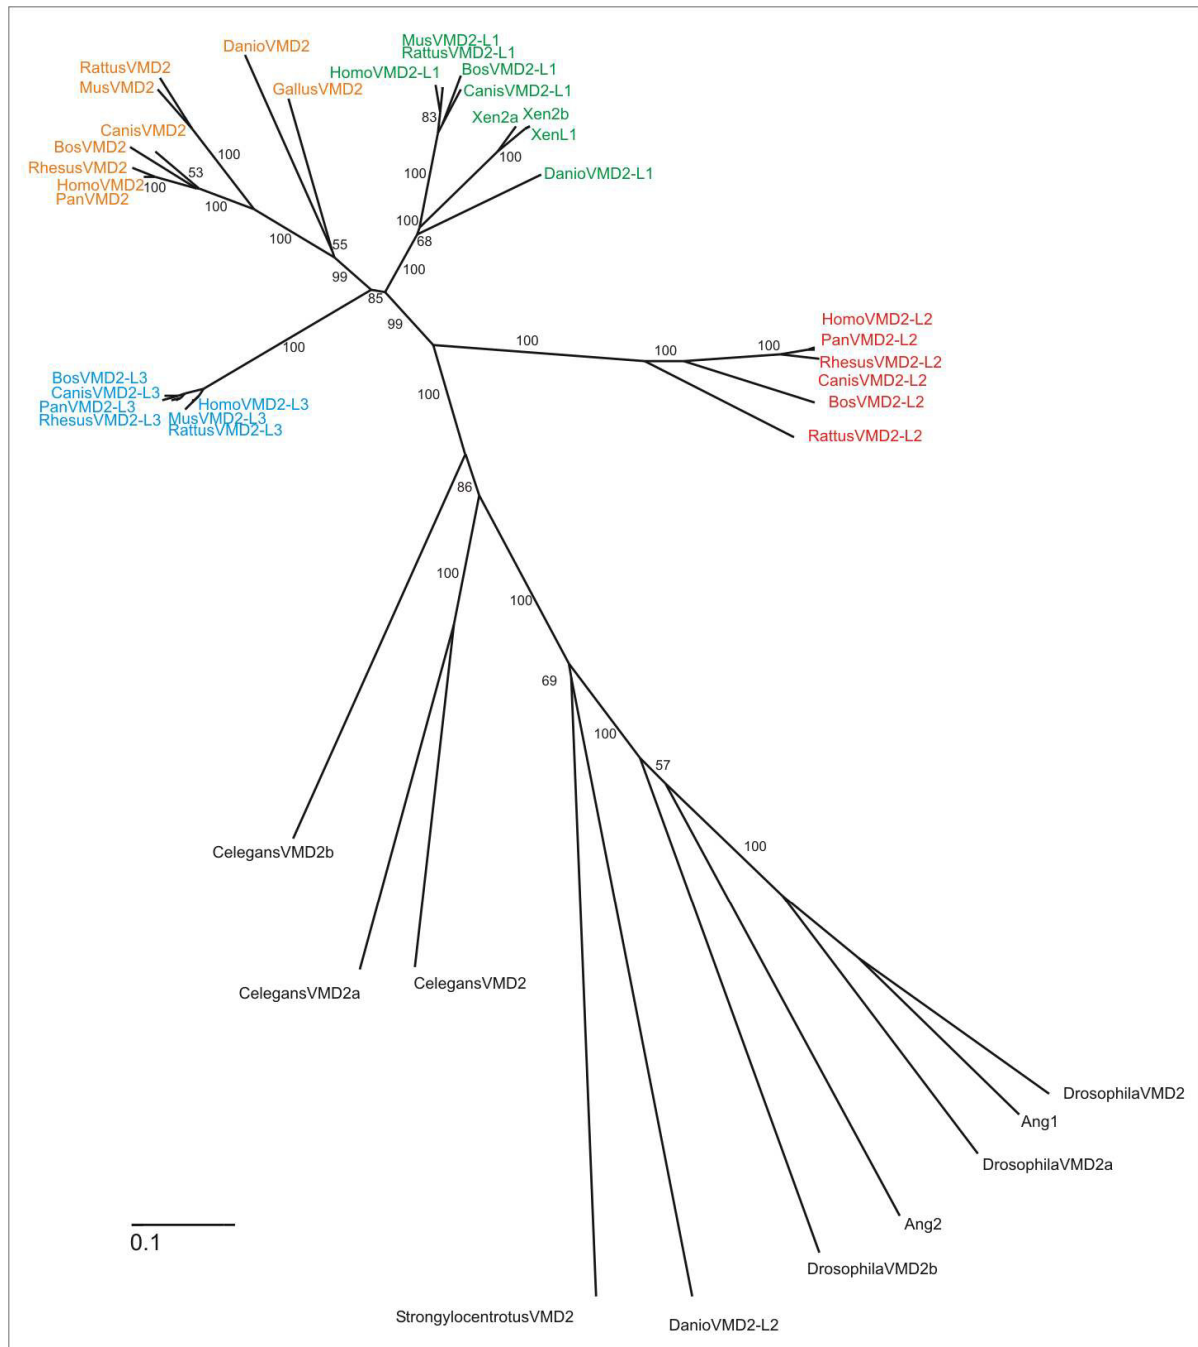 MusVMD2-L1
RattusVMD2-L1
DanioVMD2
HomoVMD2-L1
BosVMD2-L1
RattusVMD2
MusVMD2
GallusVMD2
CanisVMD2-L1
83
Xen2a
Xen2b
XenL1
CanisVMD2
BosVMD2
100
100
RhesusVMD2
53
HomoVMD2
100
PanVMD2
100
100
DanioVMD2-L1
100
100
55
68
99
100
85
99
100
100
100
100
HomoVMD2-L2
PanVMD2-L2
RhesusVMD2-L2
CanisVMD2-L2
BosVMD2-L2
RattusVMD2-L2
BosVMD2-L3
CanisVMD2-L3
PanVMD2-L3
RhesusVMD2-L3
HomoVMD2-L3
MusVMD2-L3
RattusVMD2-L3
100
86
100
100
69
100
57
100
CelegansVMD2b
CelegansVMD2a
CelegansVMD2
DrosophilaVMD2
Ang1
DrosophilaVMD2a
Ang2
DrosophilaVMD2b
0.1
StrongylocentrotusVMD2
DanioVMD2-L2